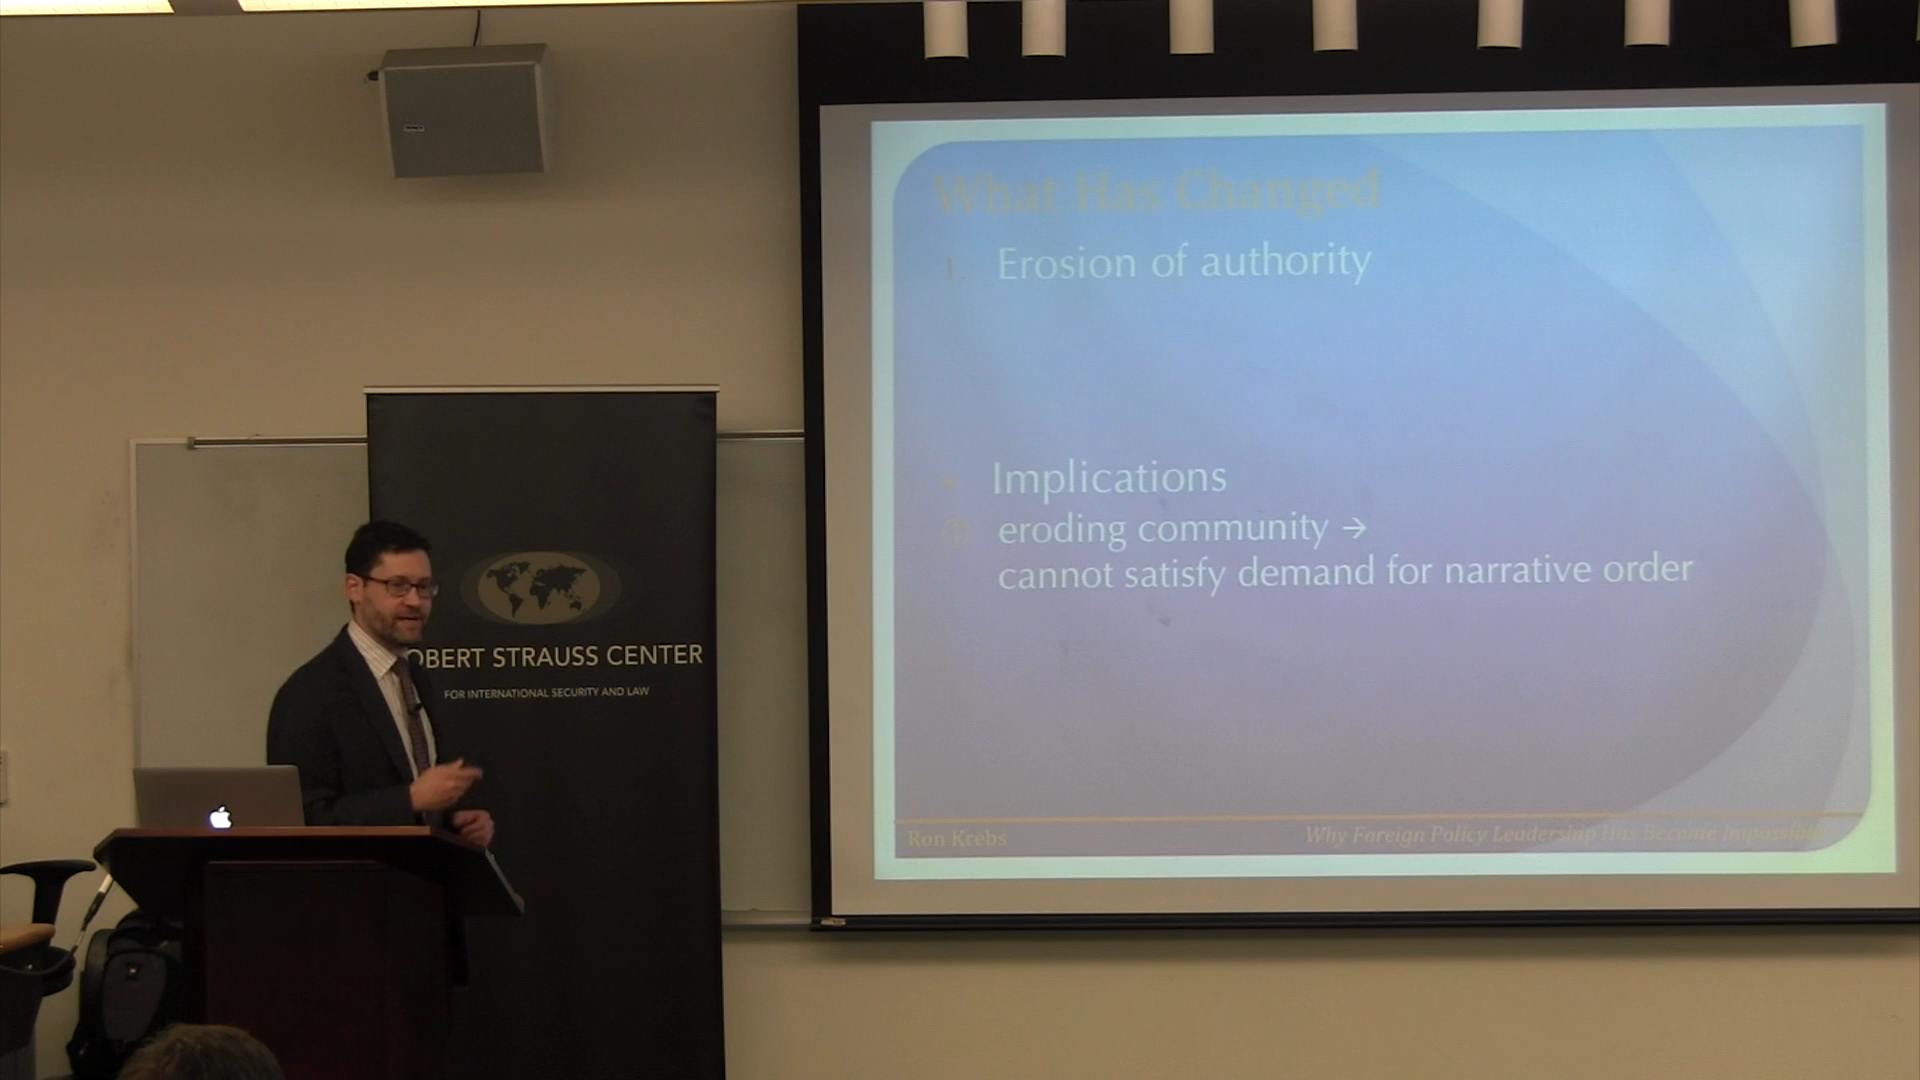 What Has Changed
1. Erosion of authority
Implications
eroding community →
cannot satisfy demand for narrative order
Ron Krebs
Why Foreign Policy Leadership Has Become Impossible
OBERT STRAUSS CENTER
FOR INTERNATIONAL SECURITY AND LAW